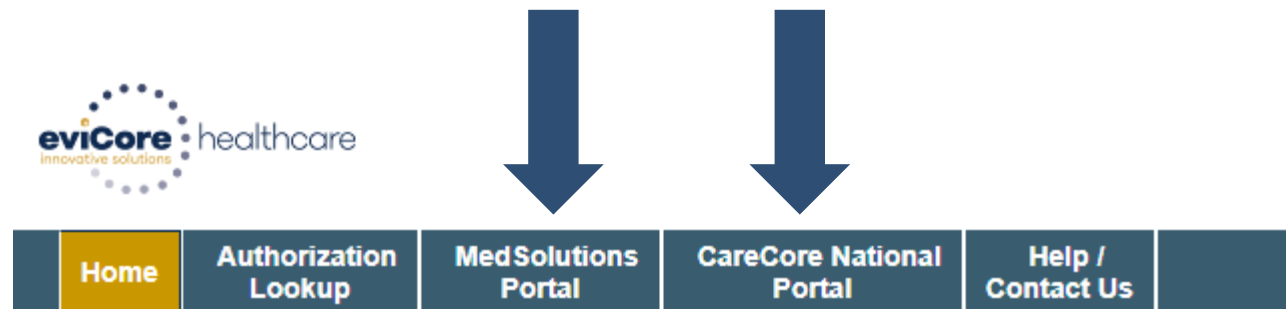 eviCore healthcare
innovative solutions
Home
Authorization Lookup
MedSolutions Portal
CareCore National Portal
Help / Contact Us